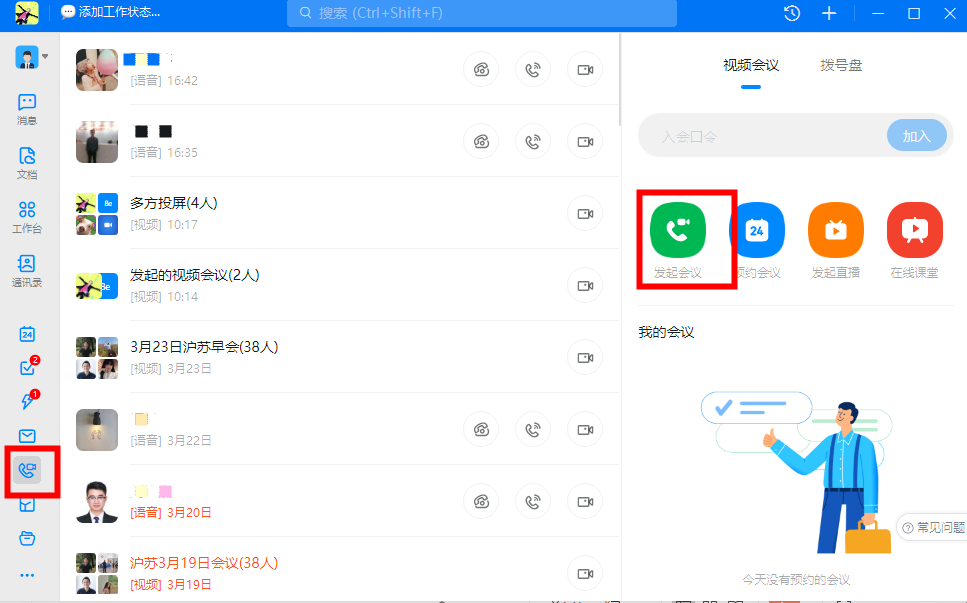 添加工作状态...
搜索 (Ctrl+Shift+F)
消息
文档
工作台
通讯录
24
2
1
[语音] 16:42
[语音] 16:35
Be
多方投屏(4人)
[视频] 10:17
Be
发起的视频会议(2人)
[视频] 10:14
3月23日沪苏早会(38人)
[视频] 3月23日
[语音] 3月22日
[语音] 3月20日
沪苏3月19日会议(38人)
[视频] 3月19日
视频会议 拨号盘
入会口令 加入
24
发起会议 预约会议 发起直播 在线课堂
我的会议
常见问题
今天没有预约的会议